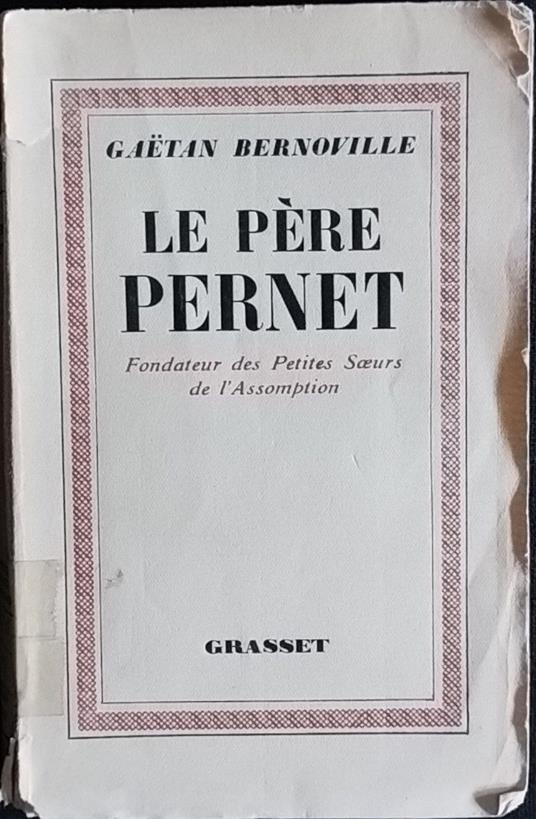 GAËTAN BERNOVILLE
LE PÈRE
PERNET
Fondateur des Petites Sœurs
de l'Assomption
GRASSET